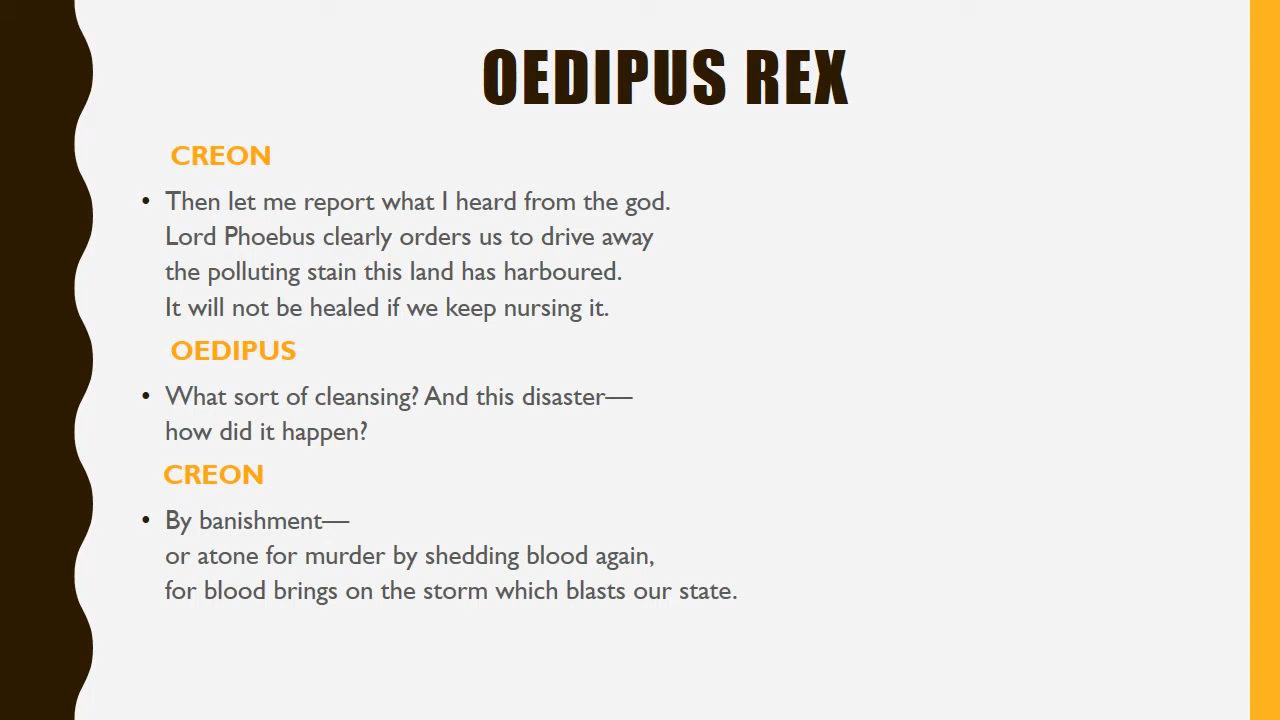 OEDIPUS REX
CREON
• Then let me report what I heard from the god.
Lord Phoebus clearly orders us to drive away
the polluting stain this land has harboured.
It will not be healed if we keep nursing it.
OEDIPUS
• What sort of cleansing? And this disaster—
how did it happen?
CREON
• By banishment—
or atone for murder by shedding blood again,
for blood brings on the storm which blasts our state.